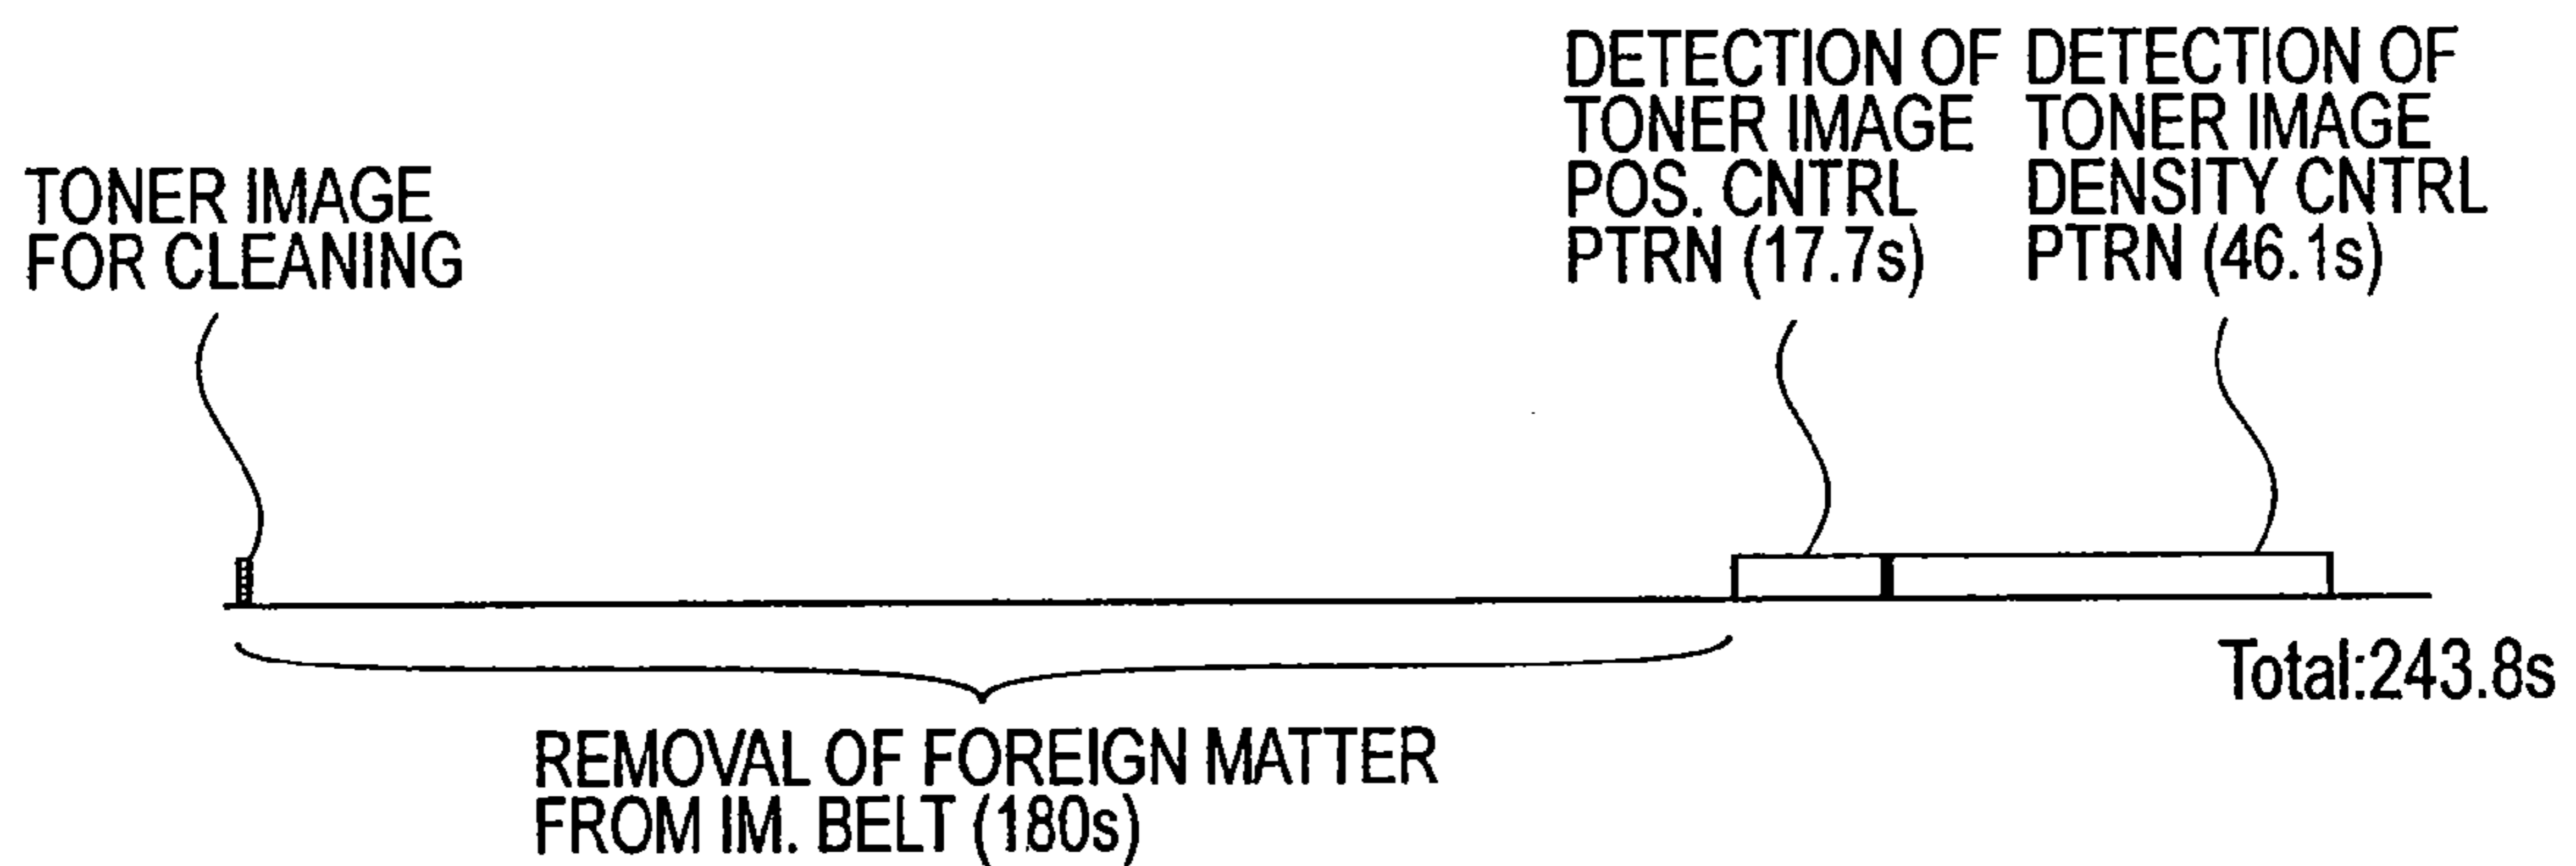 TONER IMAGE
FOR CLEANING
DETECTION OF
TONER IMAGE
POS. CNTRL
PTRN (17.7s)
DETECTION OF
TONER IMAGE
DENSITY CNTRL
PTRN (46.1s)
Total:243.8s
REMOVAL OF FOREIGN MATTER
FROM IM. BELT (180s)